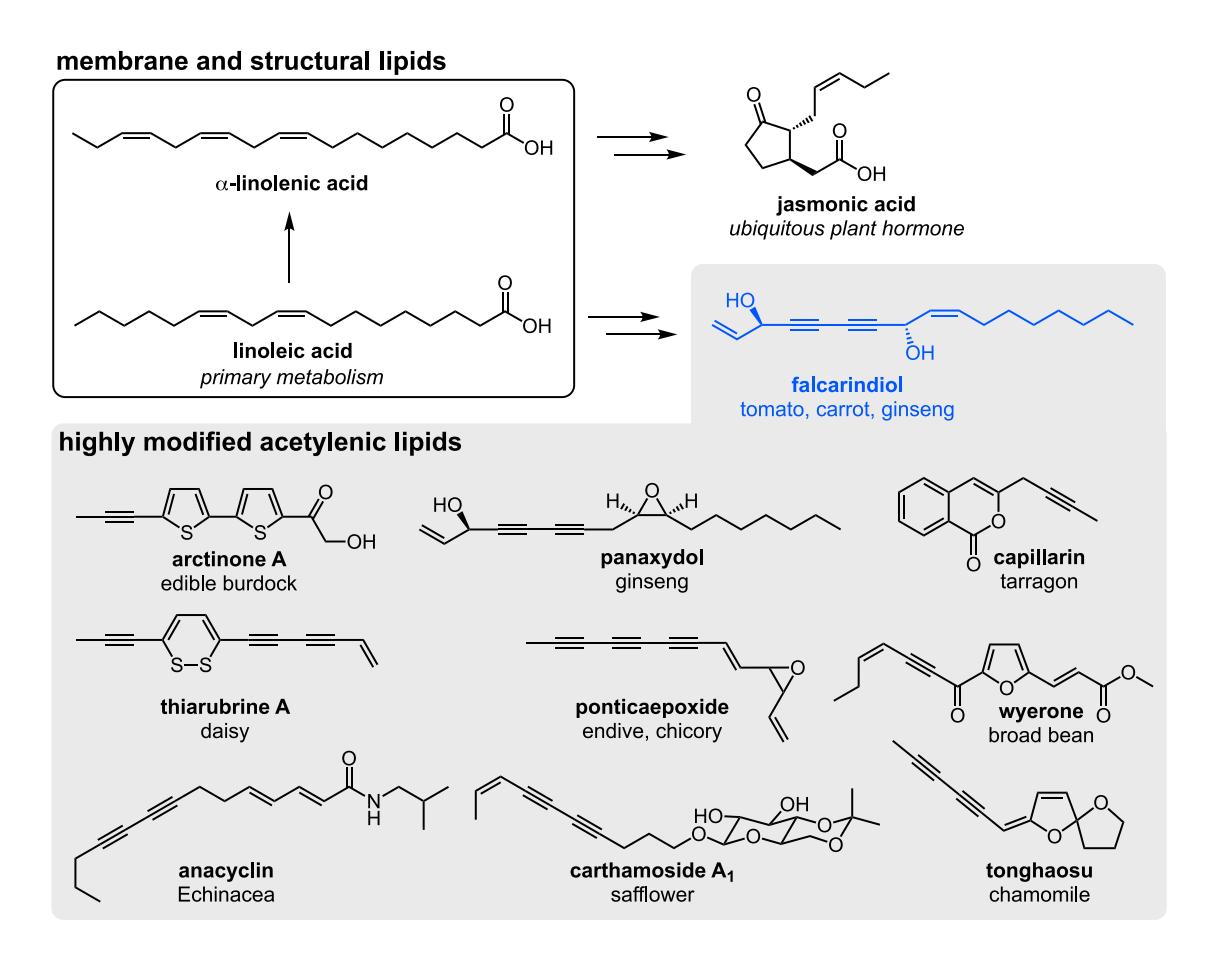 membrane and structural lipids
O
OH
α-linolenic acid
O
O
OH
jasmonic acid
ubiquitous plant hormone
O
OH
linoleic acid
primary metabolism
HO
OH
falcarindiol
tomato, carrot, ginseng
highly modified acetylenic lipids
S
S
O
OH
arctinone A
edible burdock
HO
H
O
H
panaxydol
ginseng
O
O
capillarin
tarragon
S–S
thiarubrine A
daisy
O
ponticaepoxide
endive, chicory
O
O
O
O
wyerone
broad bean
O
N
H
anacyclin
Echinacea
HO
OH
O
O
O
O
carthamoside A₁
safflower
O
O
tonghaosu
chamomile